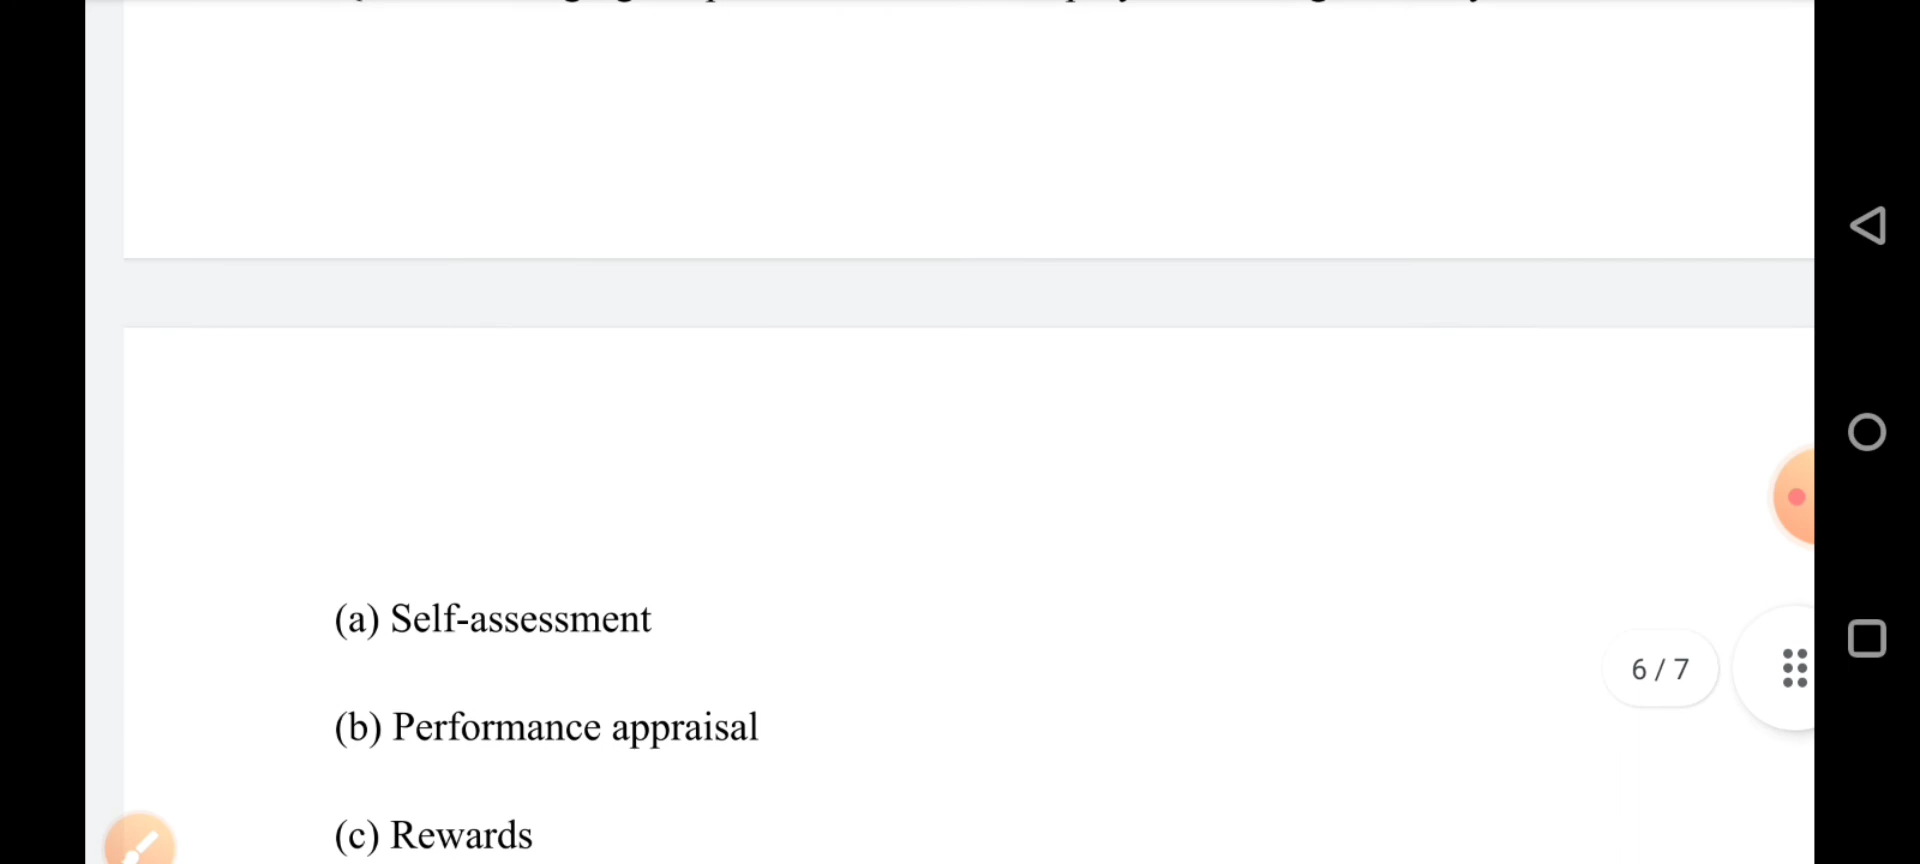 (a) Self-assessment
(b) Performance appraisal
6 / 7
(c) Rewards